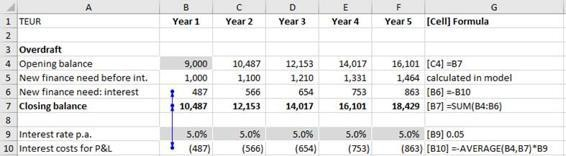 A B C D E F G
1 TEUR Year 1 Year 2 Year 3 Year 4 Year 5 [Cell] Formula
2
3 Overdraft
4 Opening balance 9,000 10,487 12,153 14,017 16,101 [C4] =B7
5 New finance need before int. 1,000 1,100 1,210 1,331 1,464 calculated in model
6 New finance need: interest 487 566 654 753 863 [B6] =-B10
7 Closing balance 10,487 12,153 14,017 16,101 18,429 [B7] =SUM(B4:B6)
8
9 Interest rate p.a. 5.0% 5.0% 5.0% 5.0% 5.0% [B9] 0.05
10 Interest costs for P&L (487) (566) (654) (753) (863) [B10] =-AVERAGE(B4,B7)*B9